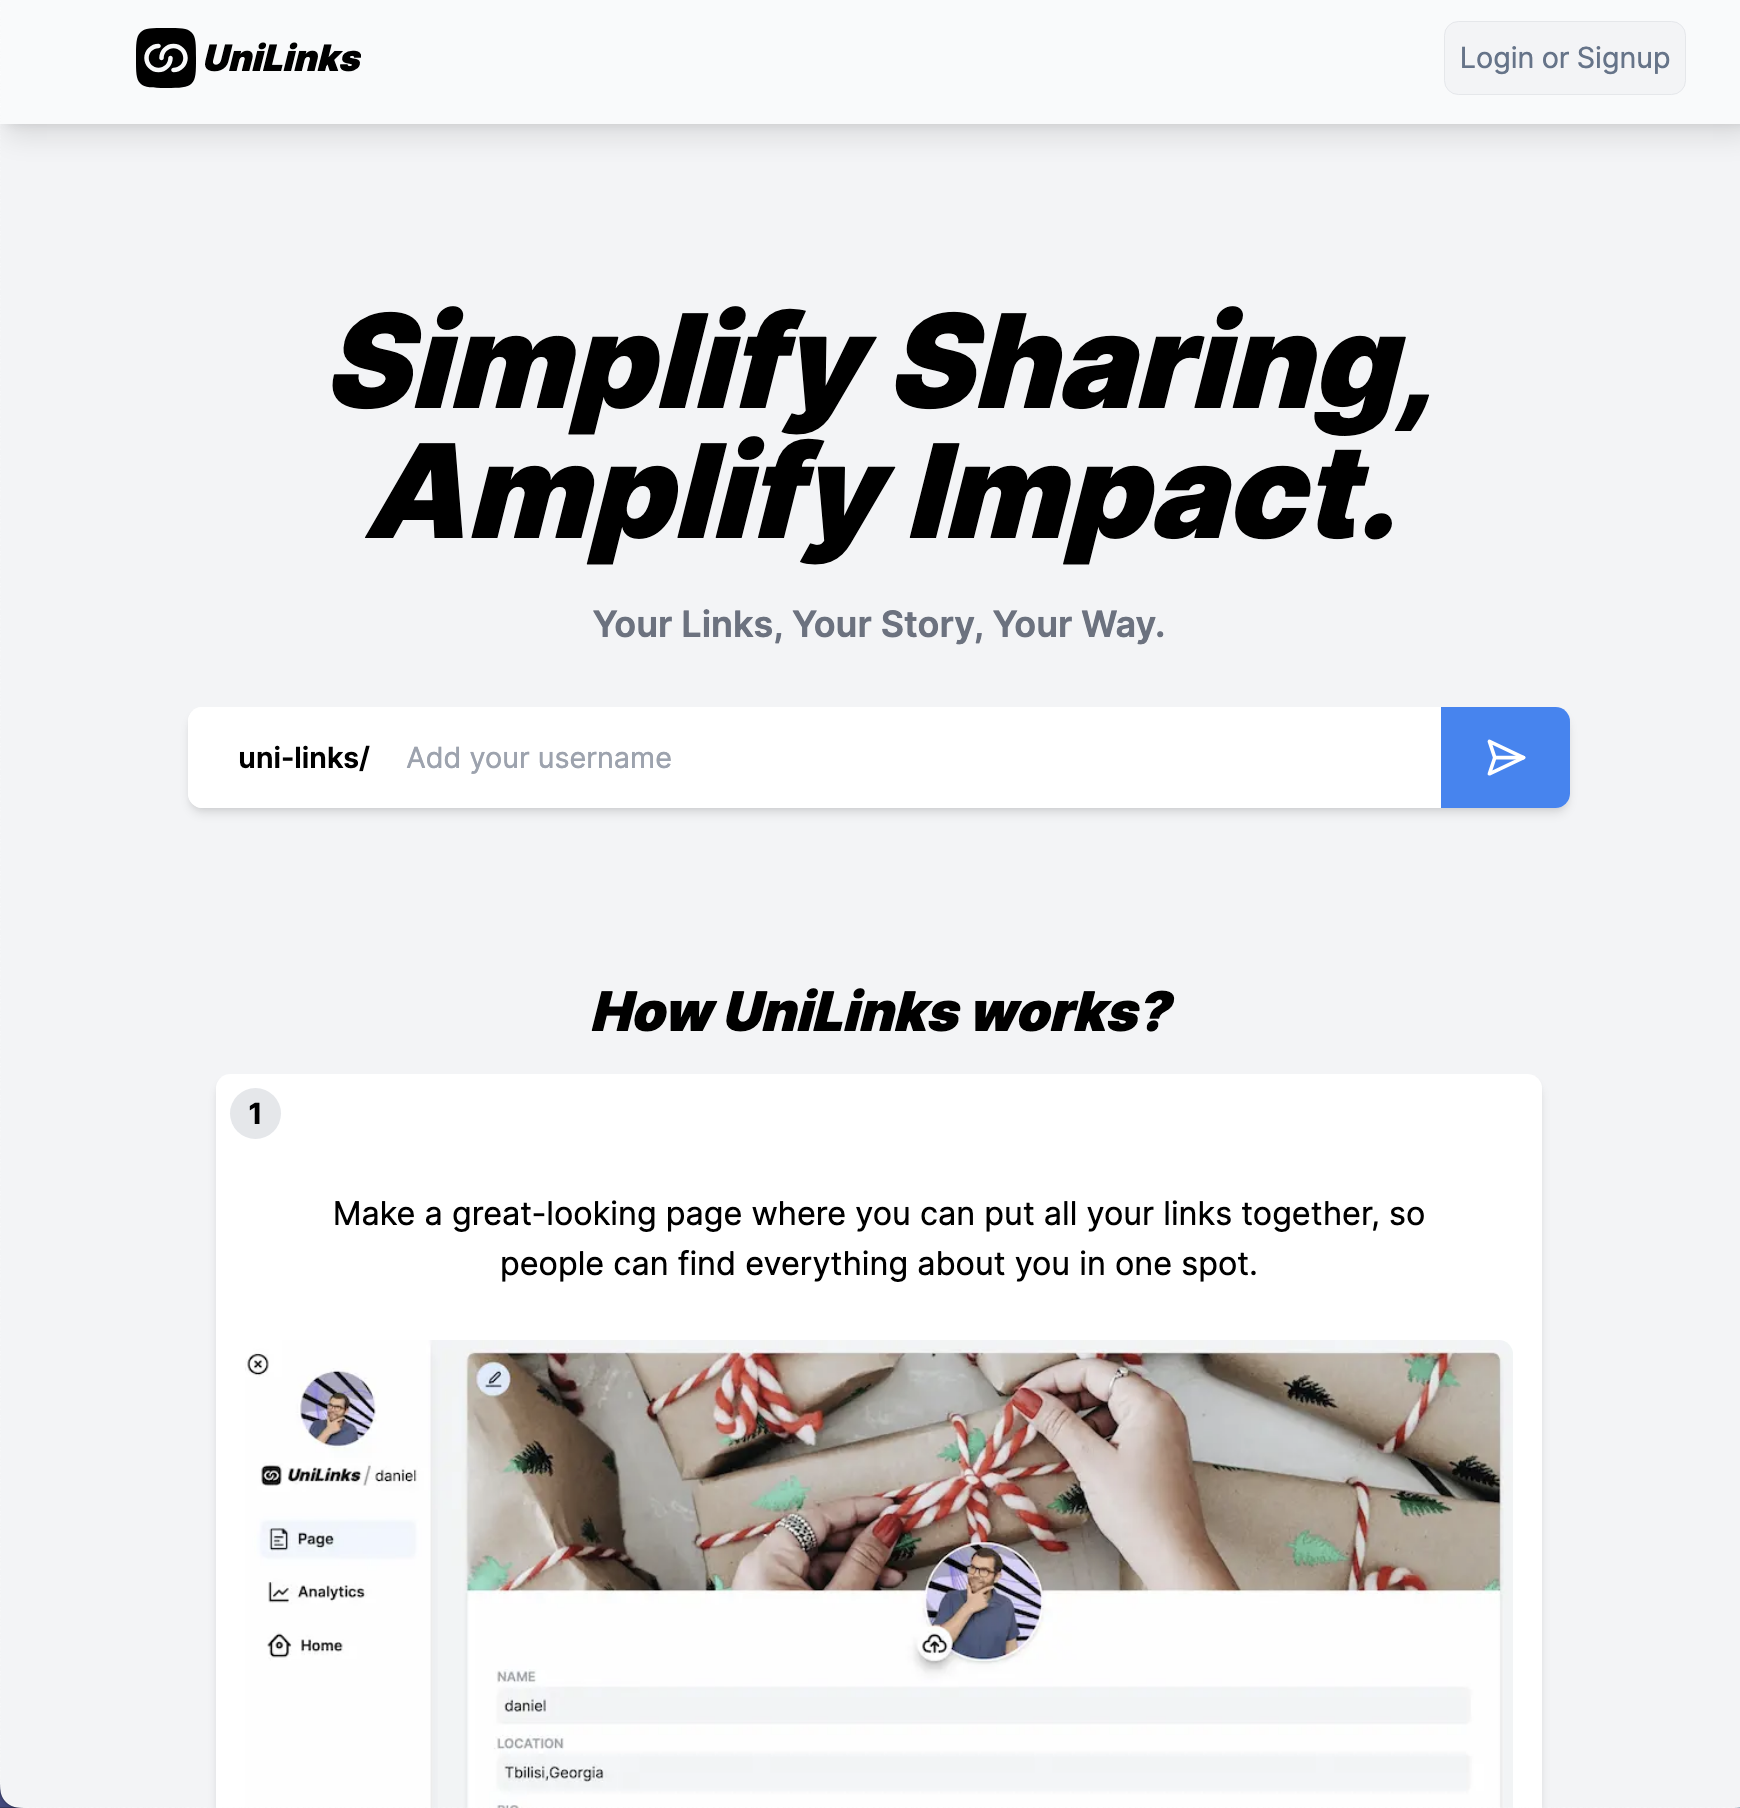 UniLinks
Login or Signup
Simplify Sharing,
Amplify Impact.
Your Links, Your Story, Your Way.
uni-links/ Add your username
How UniLinks works?
1
Make a great-looking page where you can put all your links together, so
people can find everything about you in one spot.
UniLinks / daniel
Page
Analytics
Home
NAME
daniel
LOCATION
Tbilisi,Georgia